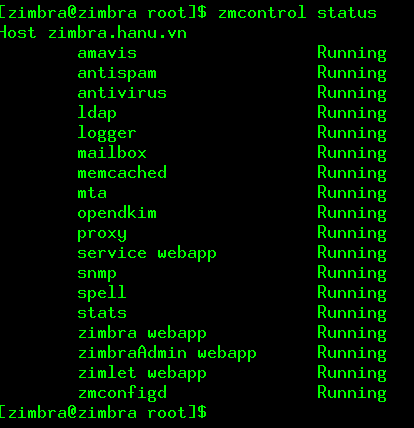 [zimbra@zimbra root]$ zmcontrol status
Host zimbra.hanu.vn
        amavis                  Running
        antispam                Running
        antivirus               Running
        ldap                    Running
        logger                  Running
        mailbox                 Running
        memcached               Running
        mta                     Running
        opendkim                Running
        proxy                   Running
        service webapp          Running
        snmp                    Running
        spell                   Running
        stats                   Running
        zimbra webapp           Running
        zimbraAdmin webapp      Running
        zimlet webapp           Running
        zmconfigd               Running
[zimbra@zimbra root]$